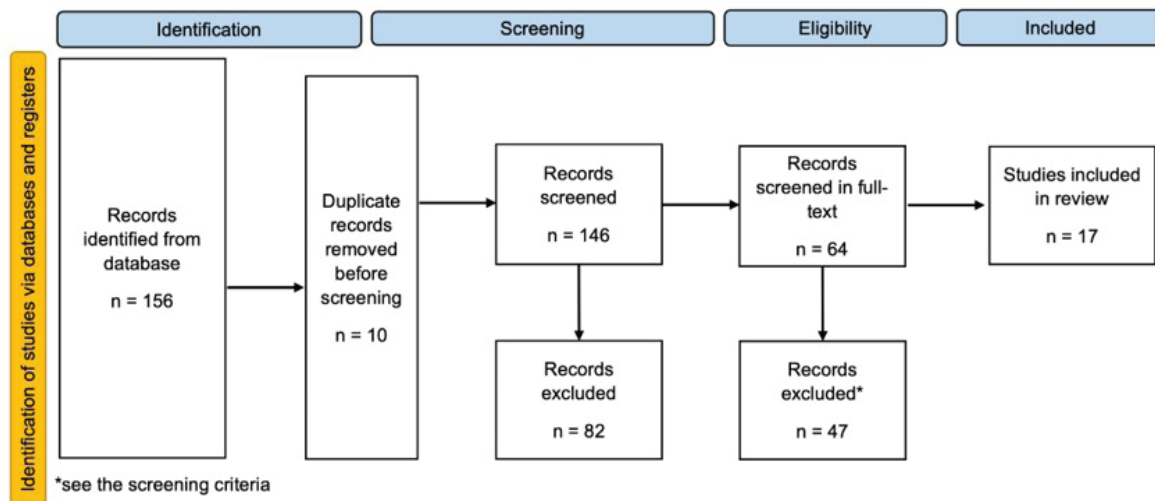 Identification
Screening
Eligibility
Included
Identification of studies via databases and registers
Records
identified from
database
n = 156
Duplicate
records
removed
before
screening
n = 10
Records
screened
n = 146
Records
excluded
n = 82
Records
screened in full-
text
n = 64
Records
excluded*
n = 47
Studies included
in review
n = 17
*see the screening criteria